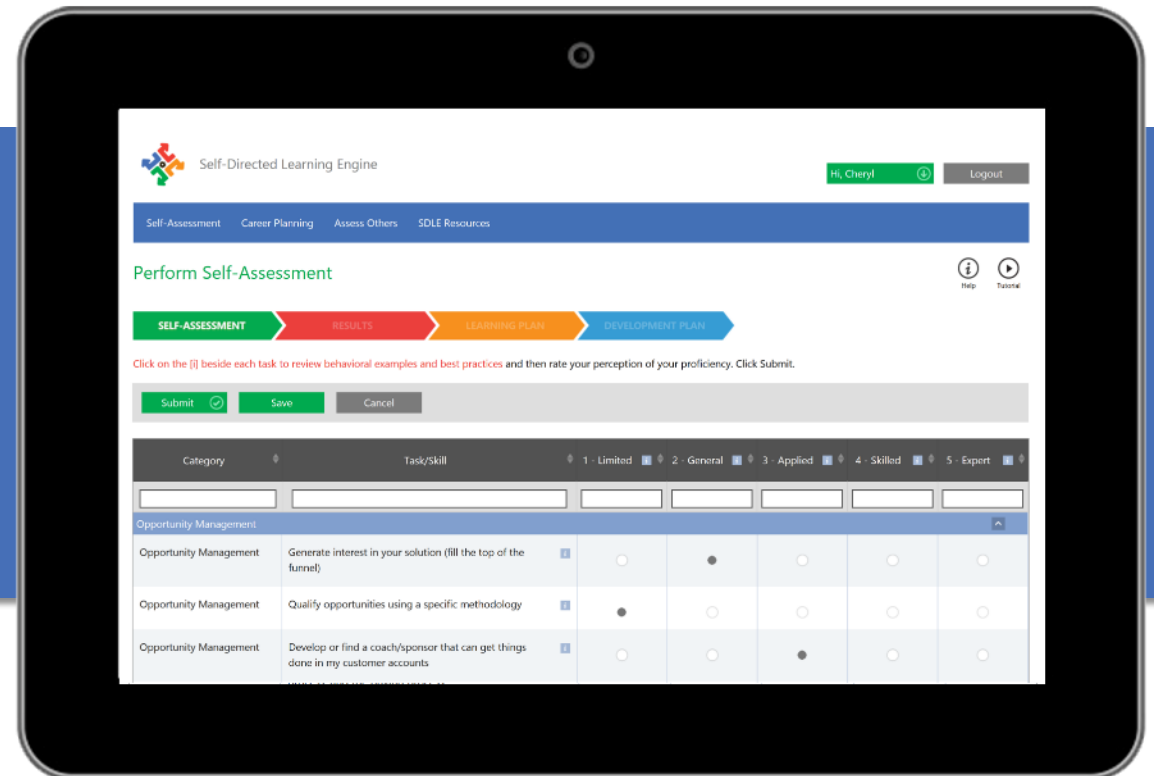 Self-Directed Learning Engine
Hi, Cheryl
Logout
Self-Assessment Career Planning Assess Others SDLE Resources
Perform Self-Assessment
Help Tutorial
SELF-ASSESSMENT RESULTS LEARNING PLAN DEVELOPMENT PLAN
Click on the [i] beside each task to review behavioral examples and best practices and then rate your perception of your proficiency. Click Submit.
Submit Save Cancel
Category Task/Skill 1 - Limited i 2 - General i 3 - Applied i 4 - Skilled i 5 - Expert i
Opportunity Management
Opportunity Management Generate interest in your solution (fill the top of the i
funnel)
Opportunity Management Qualify opportunities using a specific methodology i
Opportunity Management Develop or find a coach/sponsor that can get things i
done in my customer accounts